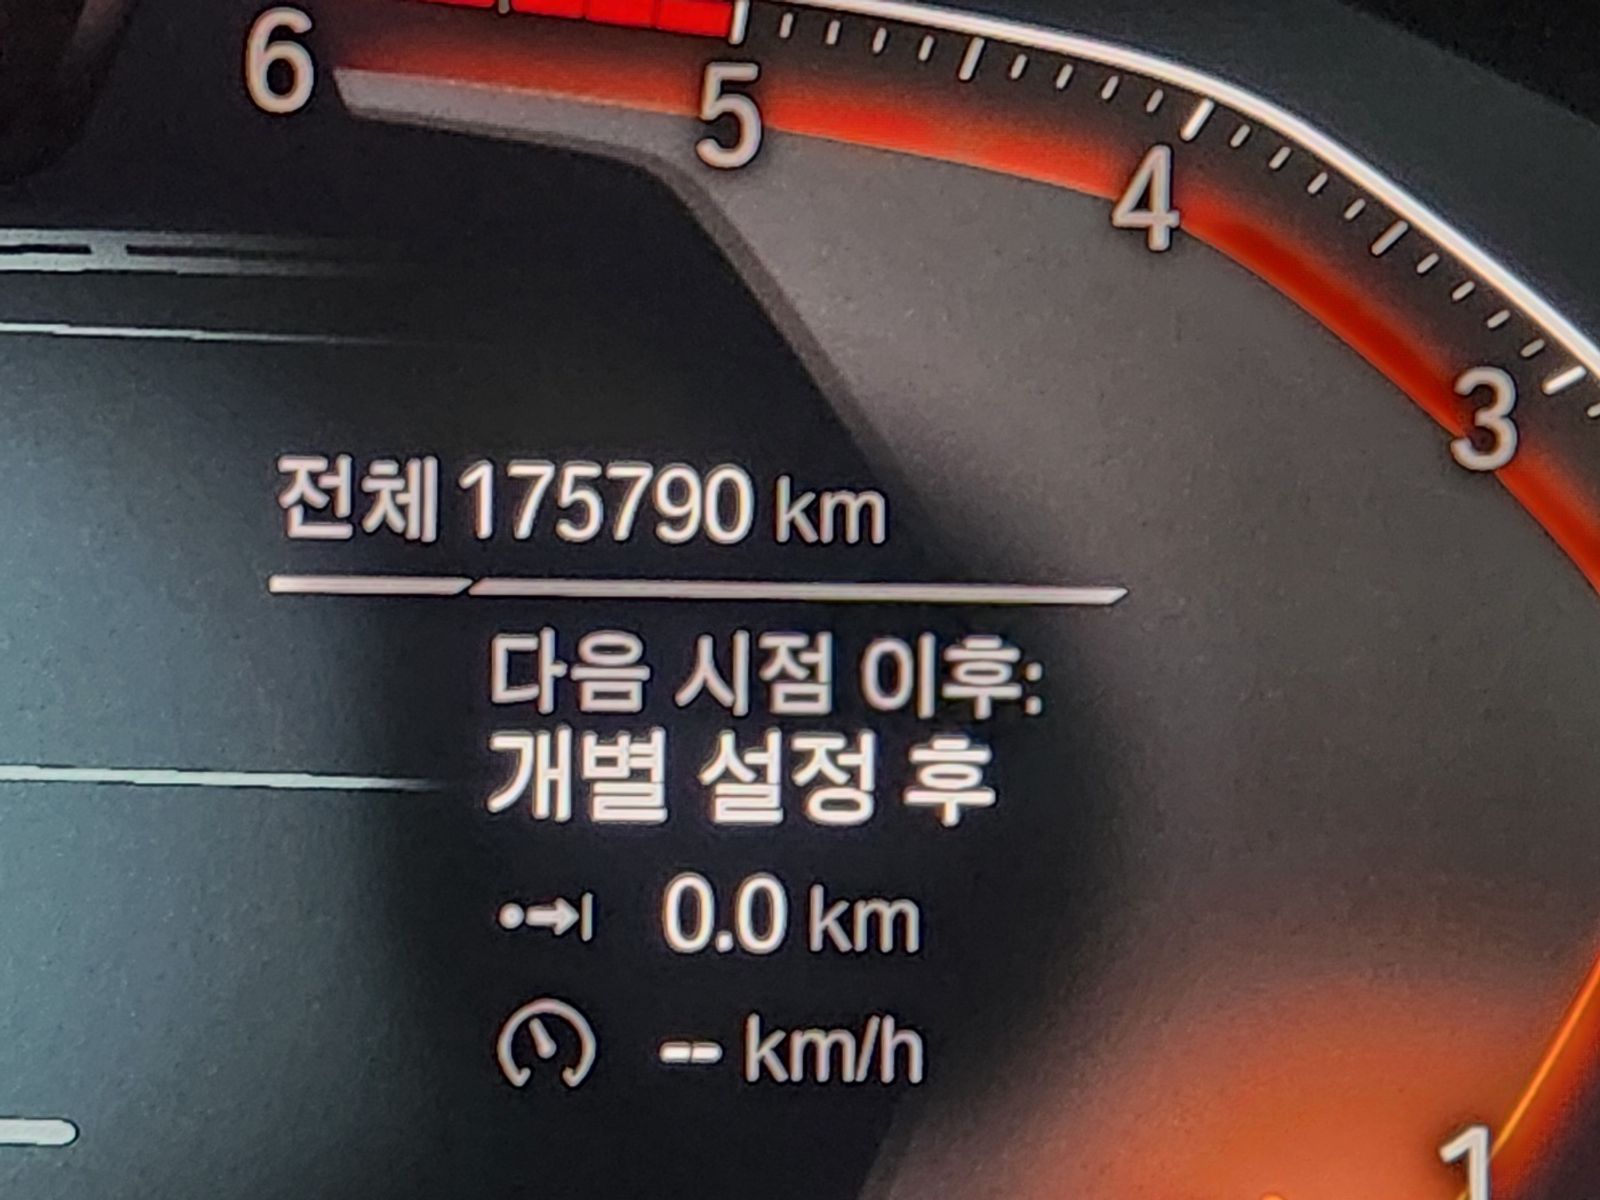 6
5
4
3
전체 175790 km
다음 시점 이후:
개별 설정 후
0.0 km
-- km/h
1